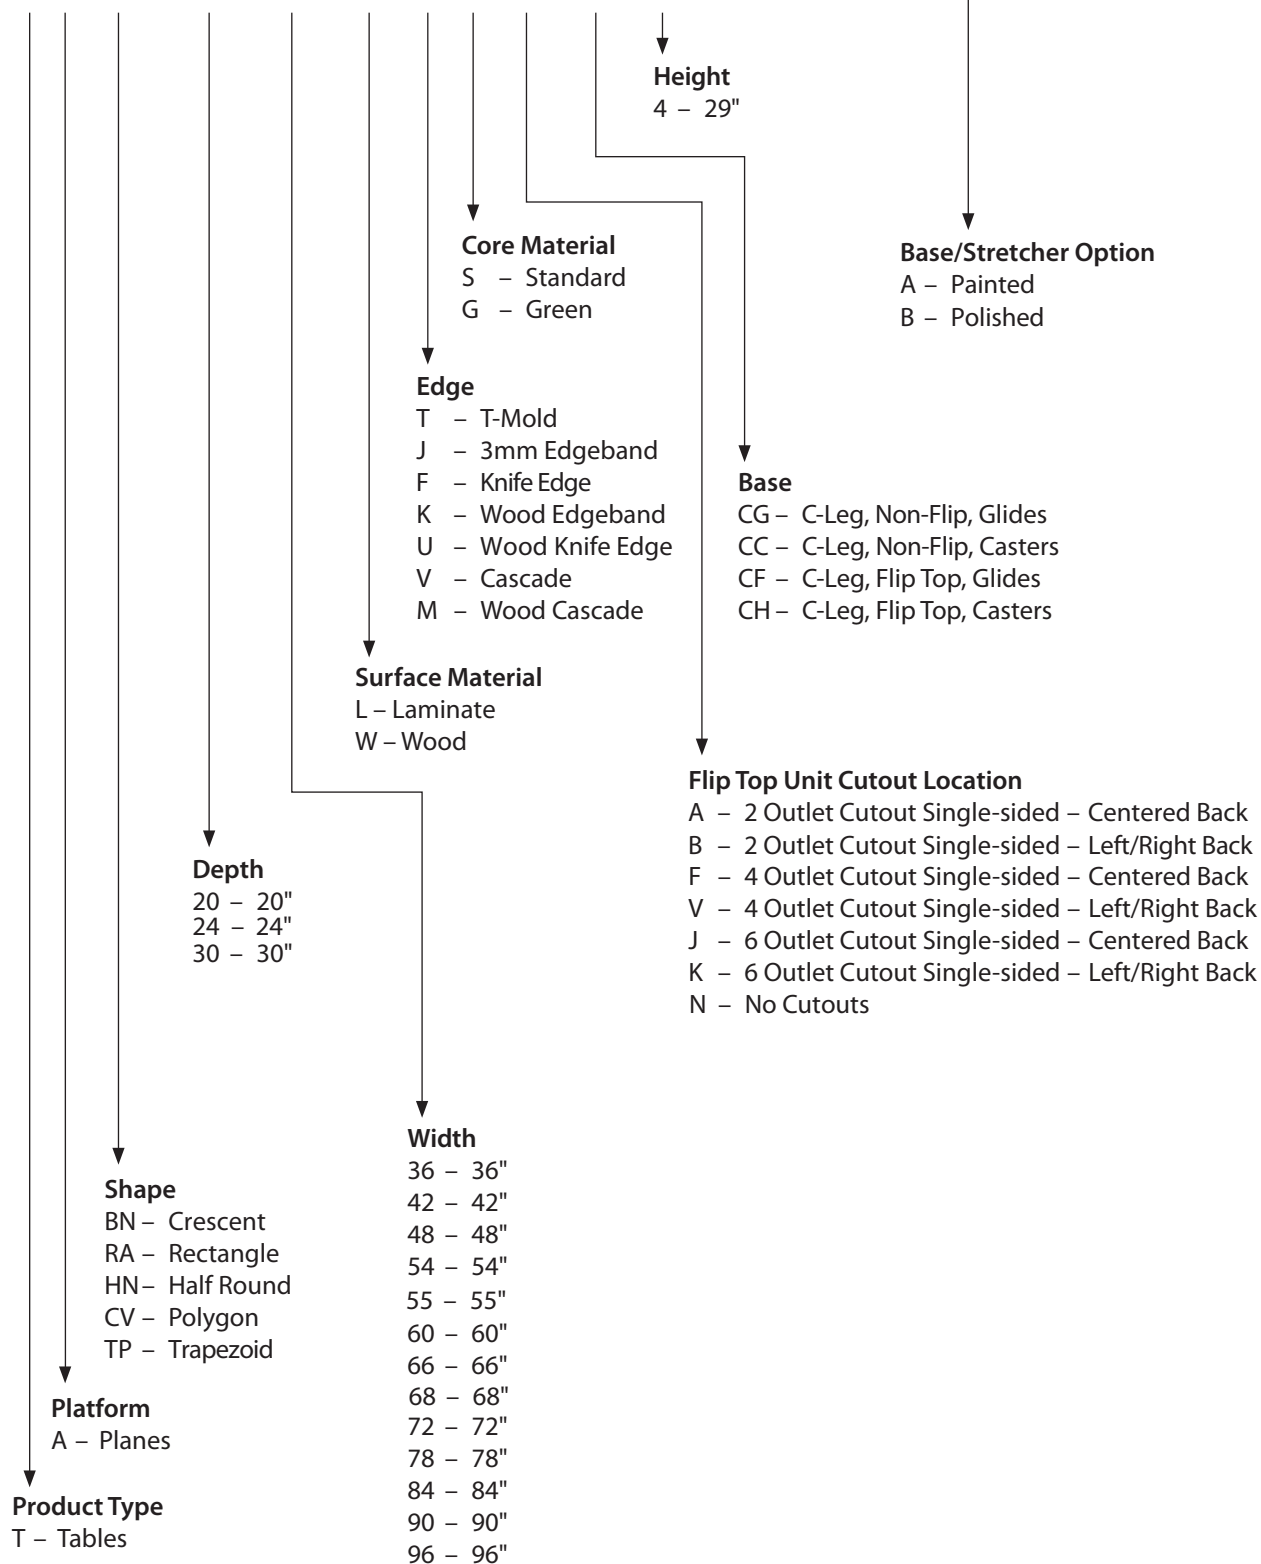 Height
4 – 29"
Core Material
S – Standard
G – Green
Base/Stretcher Option
A – Painted
B – Polished
Edge
T – T-Mold
J – 3mm Edgeband
F – Knife Edge
K – Wood Edgeband
U – Wood Knife Edge
V – Cascade
M – Wood Cascade
Base
CG – C-Leg, Non-Flip, Glides
CC – C-Leg, Non-Flip, Casters
CF – C-Leg, Flip Top, Glides
CH – C-Leg, Flip Top, Casters
Surface Material
L – Laminate
W – Wood
Flip Top Unit Cutout Location
A – 2 Outlet Cutout Single-sided – Centered Back
B – 2 Outlet Cutout Single-sided – Left/Right Back
F – 4 Outlet Cutout Single-sided – Centered Back
V – 4 Outlet Cutout Single-sided – Left/Right Back
J – 6 Outlet Cutout Single-sided – Centered Back
K – 6 Outlet Cutout Single-sided – Left/Right Back
N – No Cutouts
Depth
20 – 20"
24 – 24"
30 – 30"
Width
36 – 36"
42 – 42"
48 – 48"
54 – 54"
55 – 55"
60 – 60"
66 – 66"
68 – 68"
72 – 72"
78 – 78"
84 – 84"
90 – 90"
96 – 96"
Shape
BN – Crescent
RA – Rectangle
HN – Half Round
CV – Polygon
TP – Trapezoid
Platform
A – Planes
Product Type
T – Tables